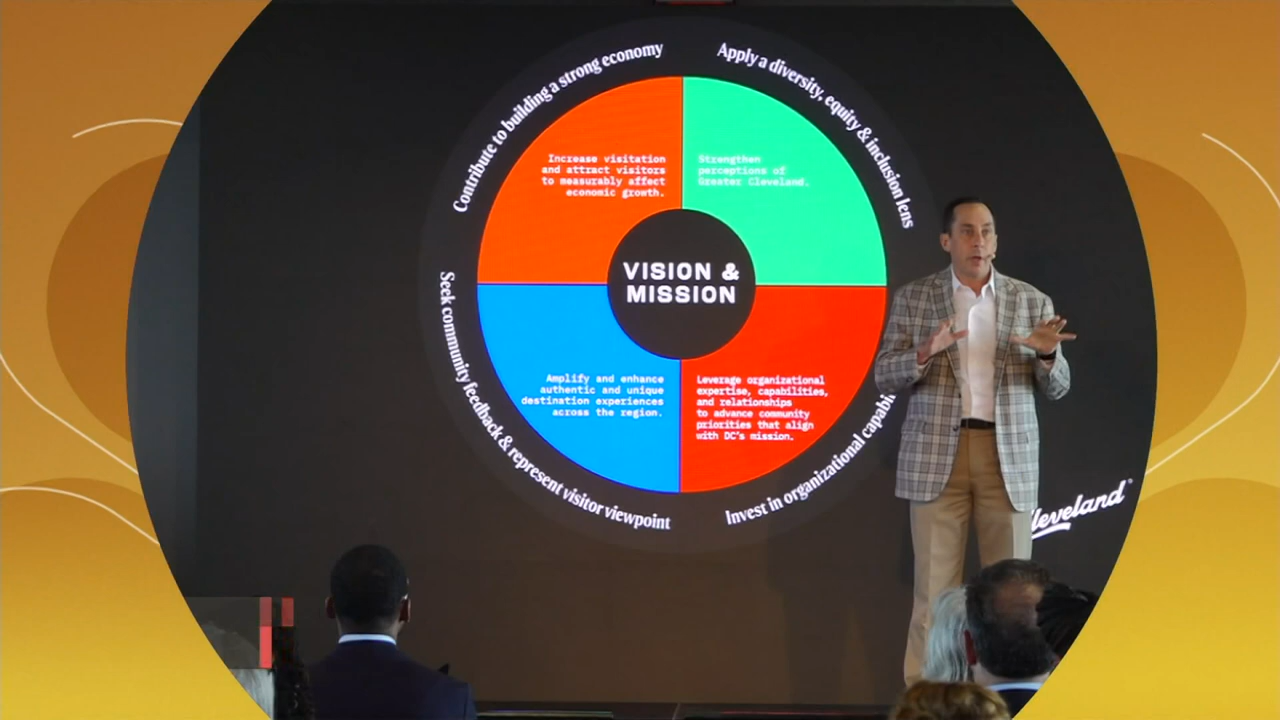 Contribute to building a strong economy
Apply a diversity, equity & inclusion lens
Increase visitation
and attract visitors
to measurably affect
economic growth.
Strengthen
perceptions of
Greater Cleveland.
VISION &
MISSION
Seek community feedback & represent visitor viewpoint
Amplify and enhance
authentic and unique
destination experiences
across the region.
Leverage organizational
expertise, capabilities,
and relationships
to advance community
priorities that align
with DC's mission.
Invest in organizational